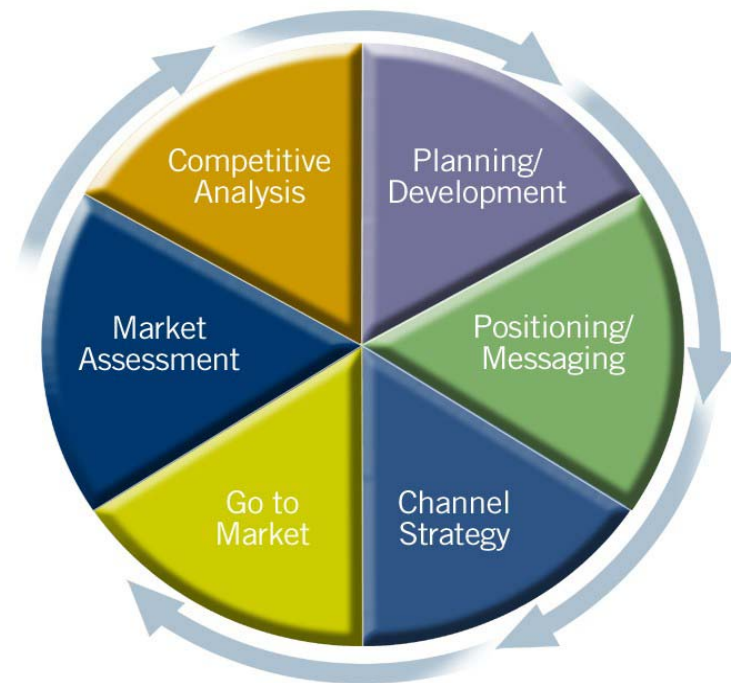 Competitive
Analysis
Planning/
Development
Positioning/
Messaging
Channel
Strategy
Go to
Market
Market
Assessment